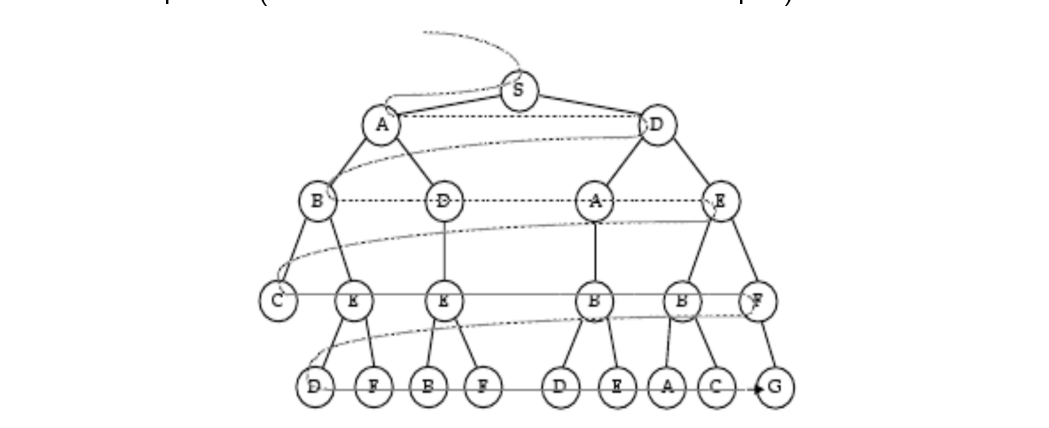 S
A D
B D A E
C E E B B F
D F B F D E A C G